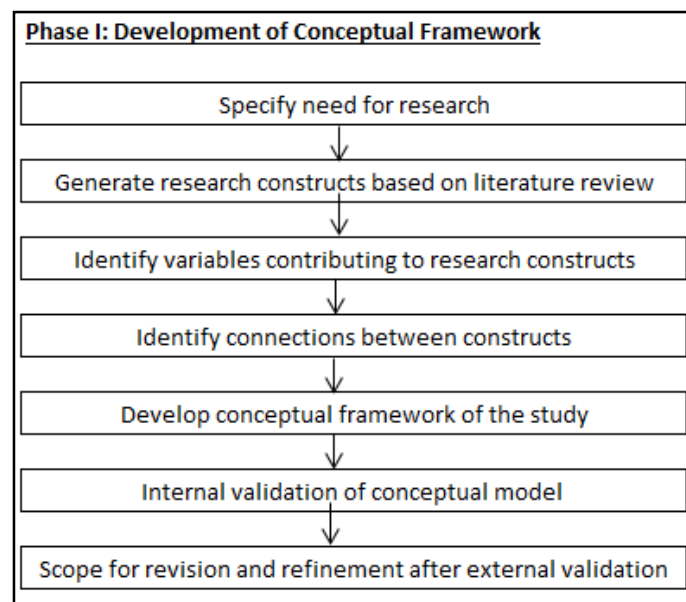 Phase I: Development of Conceptual Framework
Specify need for research
Generate research constructs based on literature review
Identify variables contributing to research constructs
Identify connections between constructs
Develop conceptual framework of the study
Internal validation of conceptual model
Scope for revision and refinement after external validation